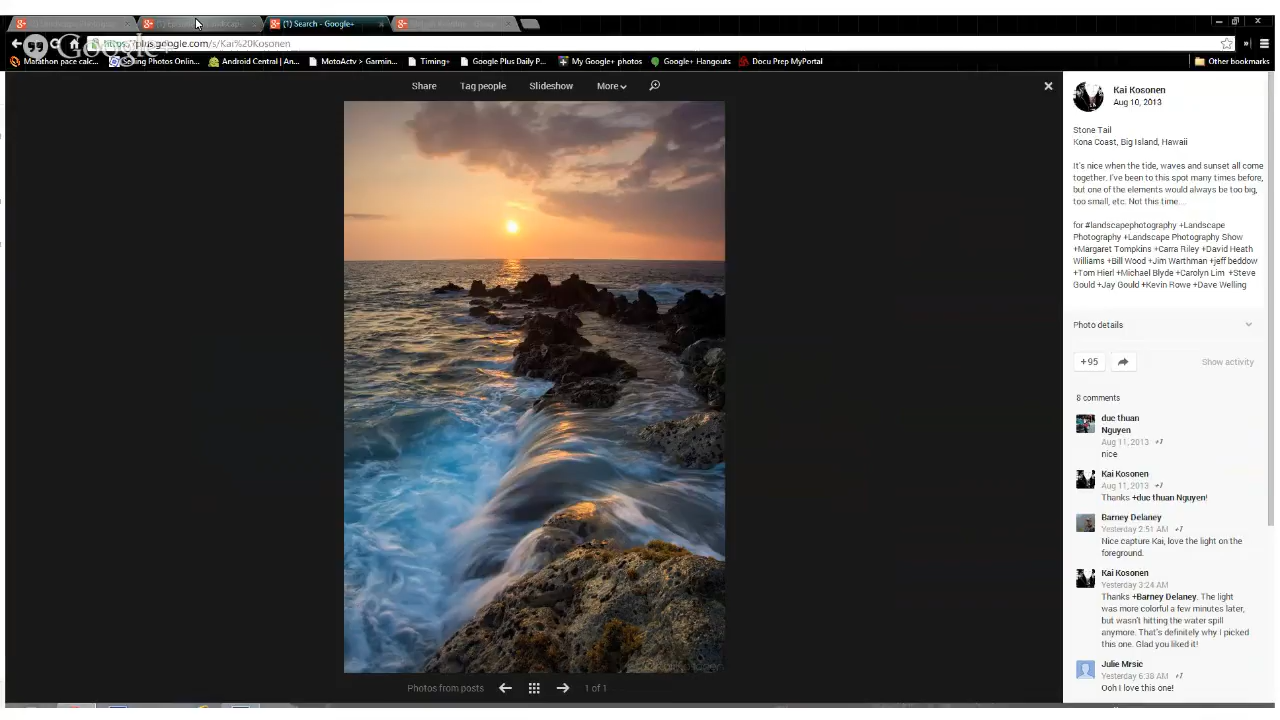 (1) Search - Google+
https://plus.google.com/s/Kai%20Kosonen
Google
Marathon pace calc...
Selling Photos Online...
Android Central | An...
MotoActv > Garmin...
Timing+
Google Plus Daily P...
My Google+ photos
Google+ Hangouts
Docu Prep MyPortal
Other bookmarks
Share
Tag people
Slideshow
More
Kai Kosonen
Aug 10, 2013
Stone Tail
Kona Coast, Big Island, Hawaii
It's nice when the tide, waves and sunset all come
together. I've been to this spot many times before,
but one of the elements would always be too big,
too small, etc. Not this time...
for #landscapephotography +Landscape
Photography +Landscape Photography Show
+Margaret Tompkins +Carra Riley +David Heath
Williams +Bill Wood +Jim Warthman +jeff beddow
+Tom Hierl +Michael Blyde +Carolyn Lim +Steve
Gould +Jay Gould +Kevin Rowe +Dave Welling
Photo details
+95
Show activity
8 comments
duc thuan
Nguyen
Aug 11, 2013 +1
nice
Kai Kosonen
Aug 11, 2013 +1
Thanks +duc thuan Nguyen!
Barney Delaney
Yesterday 2:51 AM +1
Nice capture Kai, love the light on the
foreground.
Kai Kosonen
Yesterday 3:24 AM
Thanks +Barney Delaney. The light
was more colorful a few minutes later,
but wasn't hitting the water spill
anymore. That's definitely why I picked
this one. Glad you liked it!
Julie Mrsic
Yesterday 6:38 AM +1
Ooh I love this one!
Photos from posts
1 of 1